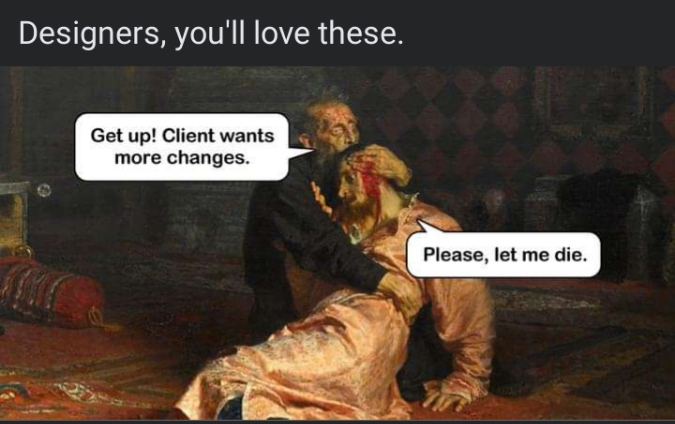 Designers, you'll love these.
Get up! Client wants
more changes.
Please, let me die.